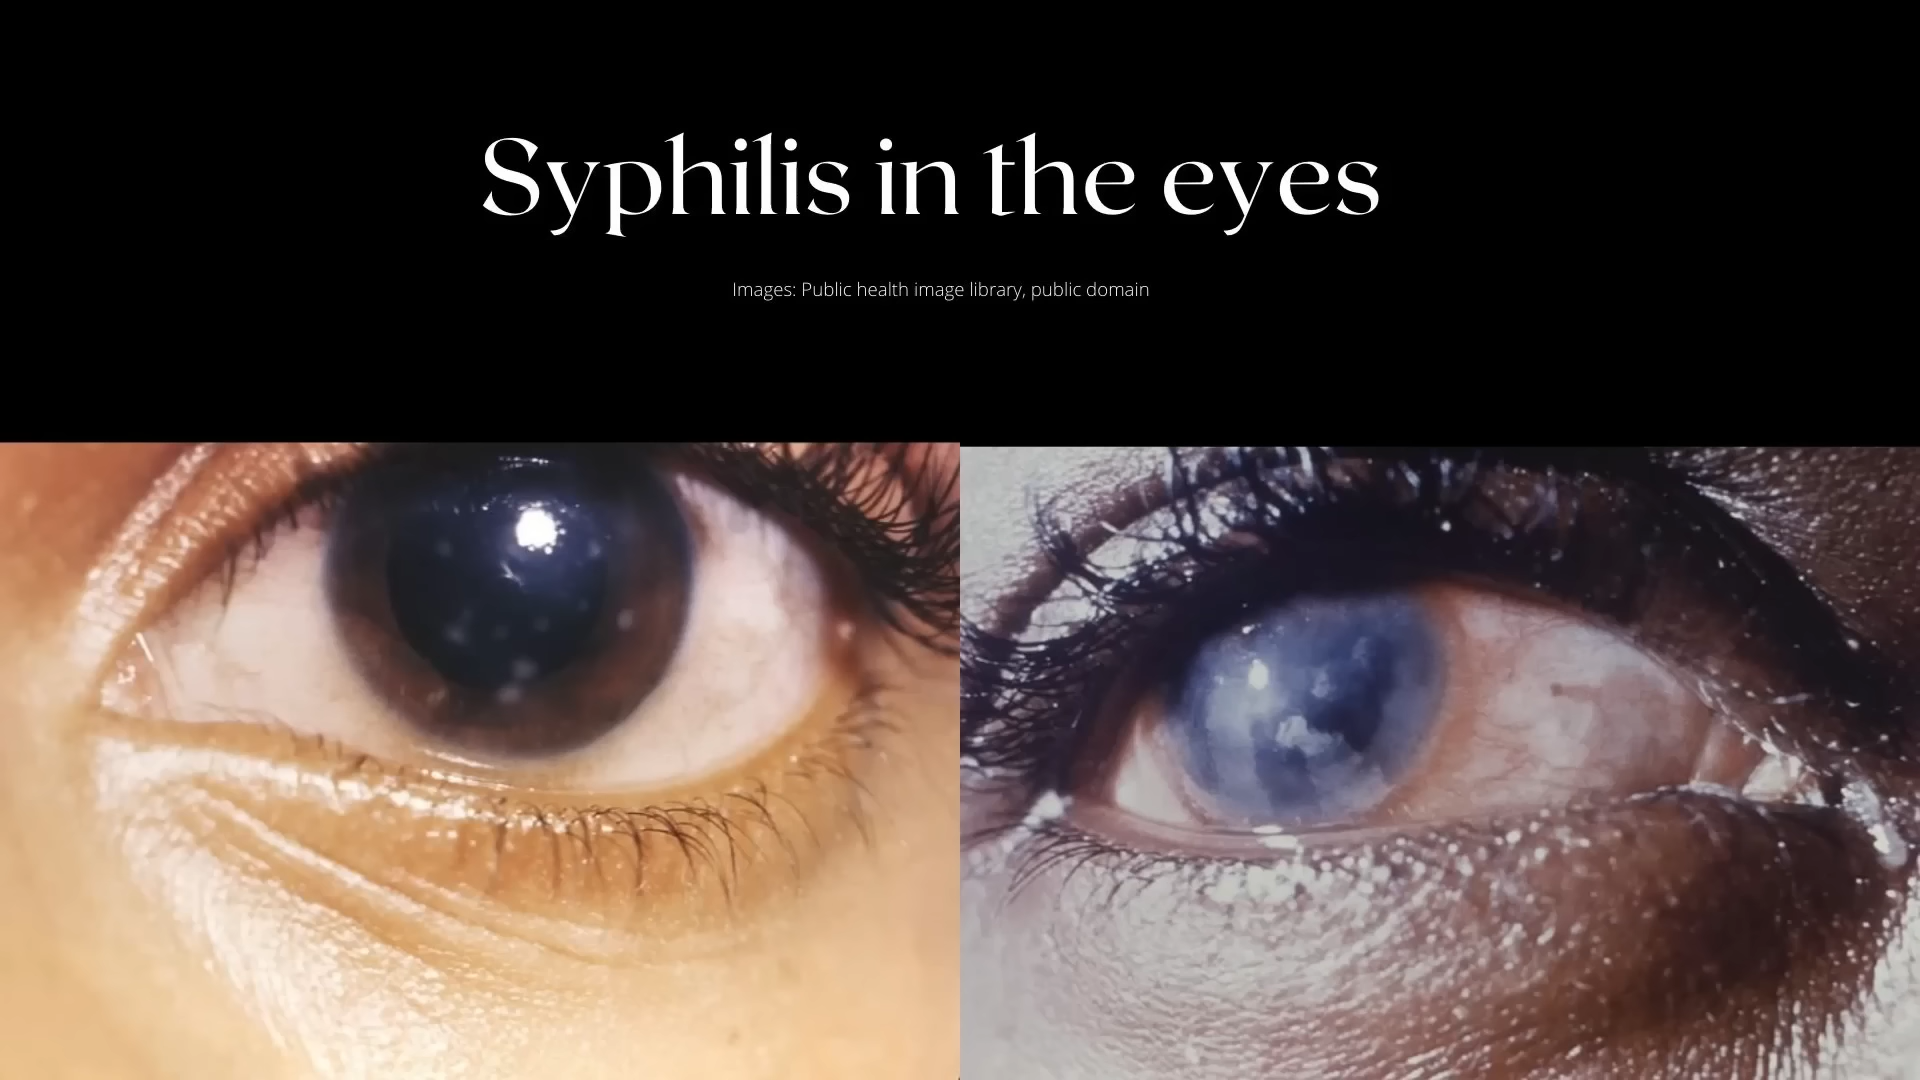 Syphilis in the eyes
Images: Public health image library, public domain